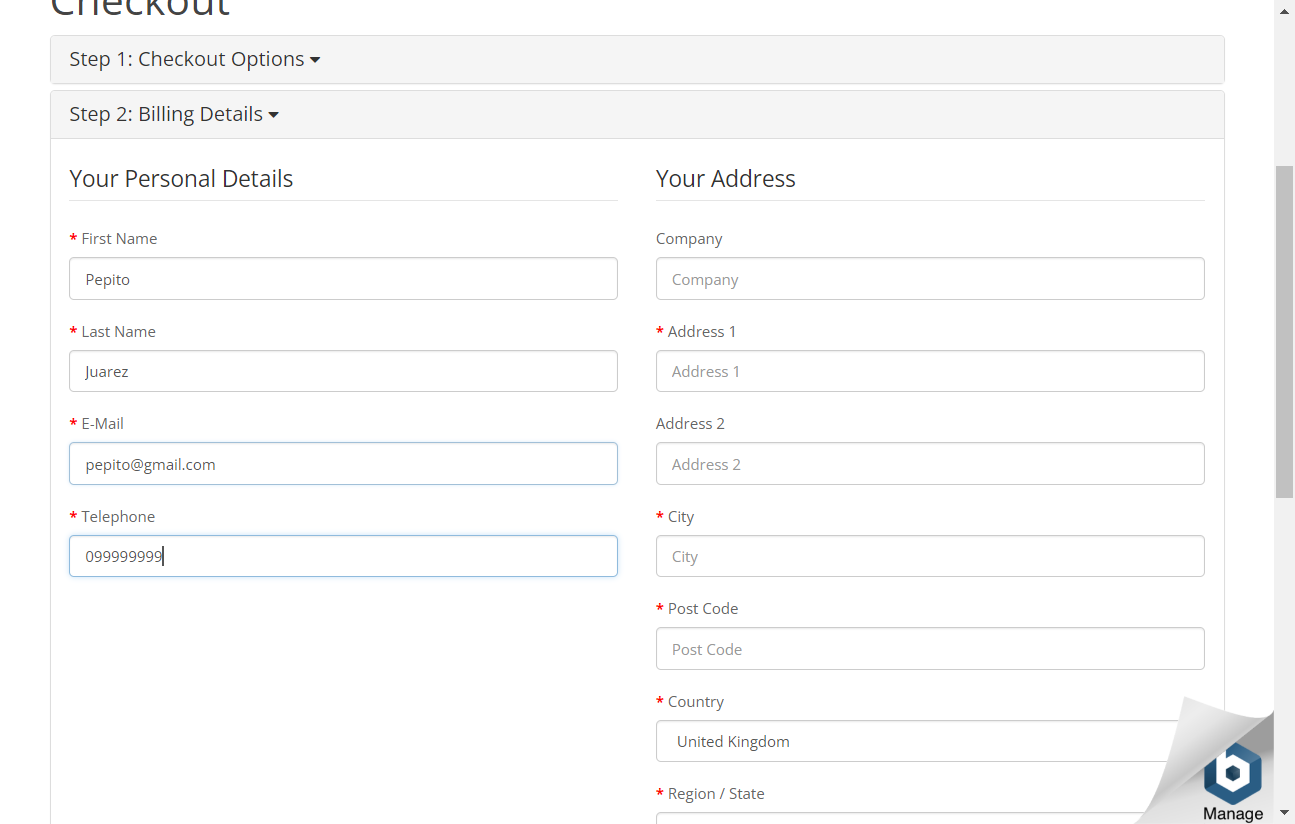 Checkout
Step 1: Checkout Options
Step 2: Billing Details
Your Personal Details
* First Name
Pepito
* Last Name
Juarez
* E-Mail
pepito@gmail.com
* Telephone
099999999
Your Address
Company
Company
* Address 1
Address 1
Address 2
Address 2
* City
City
* Post Code
Post Code
* Country
United Kingdom
* Region / State
b
Manage